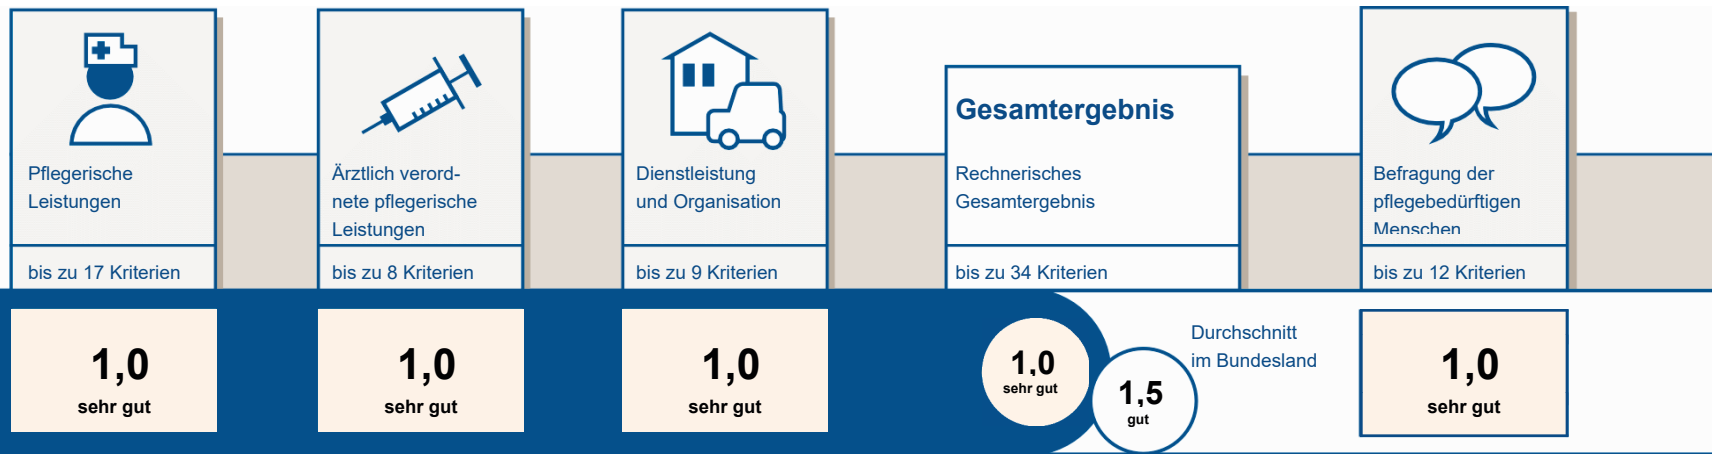 Pflegerische
Leistungen
bis zu 17 Kriterien
1,0
sehr gut
Ärztlich verord-
nete pflegerische
Leistungen
bis zu 8 Kriterien
1,0
sehr gut
Dienstleistung
und Organisation
bis zu 9 Kriterien
1,0
sehr gut
Gesamtergebnis
Rechnerisches
Gesamtergebnis
bis zu 34 Kriterien
1,0
sehr gut
1,5
gut
Durchschnitt
im Bundesland
Befragung der
pflegebedürftigen
Menschen
bis zu 12 Kriterien
1,0
sehr gut